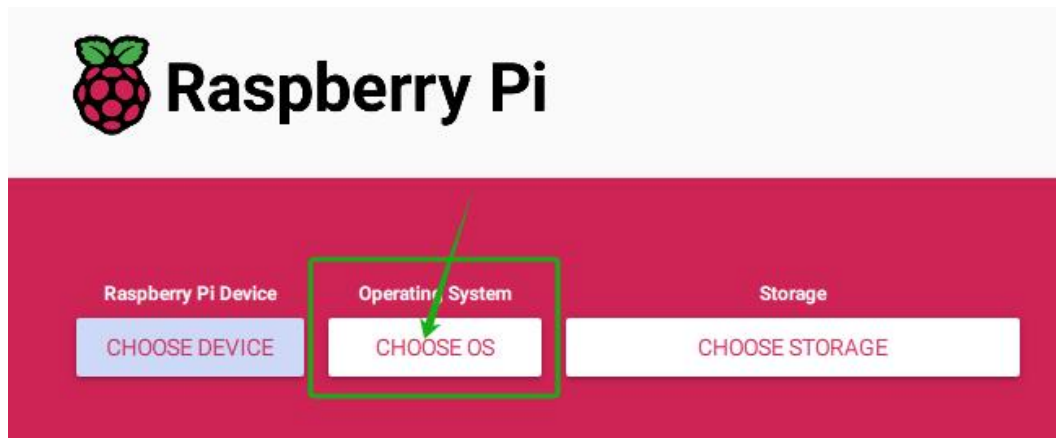 Raspberry Pi
Raspberry Pi Device
Operating System
Storage
CHOOSE DEVICE
CHOOSE OS
CHOOSE STORAGE